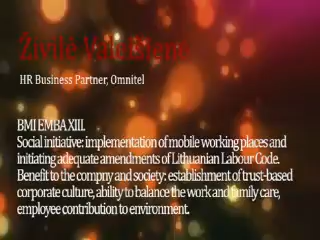 Živilė
HR Business Partner, Omnitel
BMI EMBA XIII.
Social initiative: implementation of mobile working places and
initiating adequate amendments of Lithuanian Labour Code.
Benefit to the compny and society: establishment of trust-based
corporate culture, ability to balance the work and family care,
employee contribution to environment.